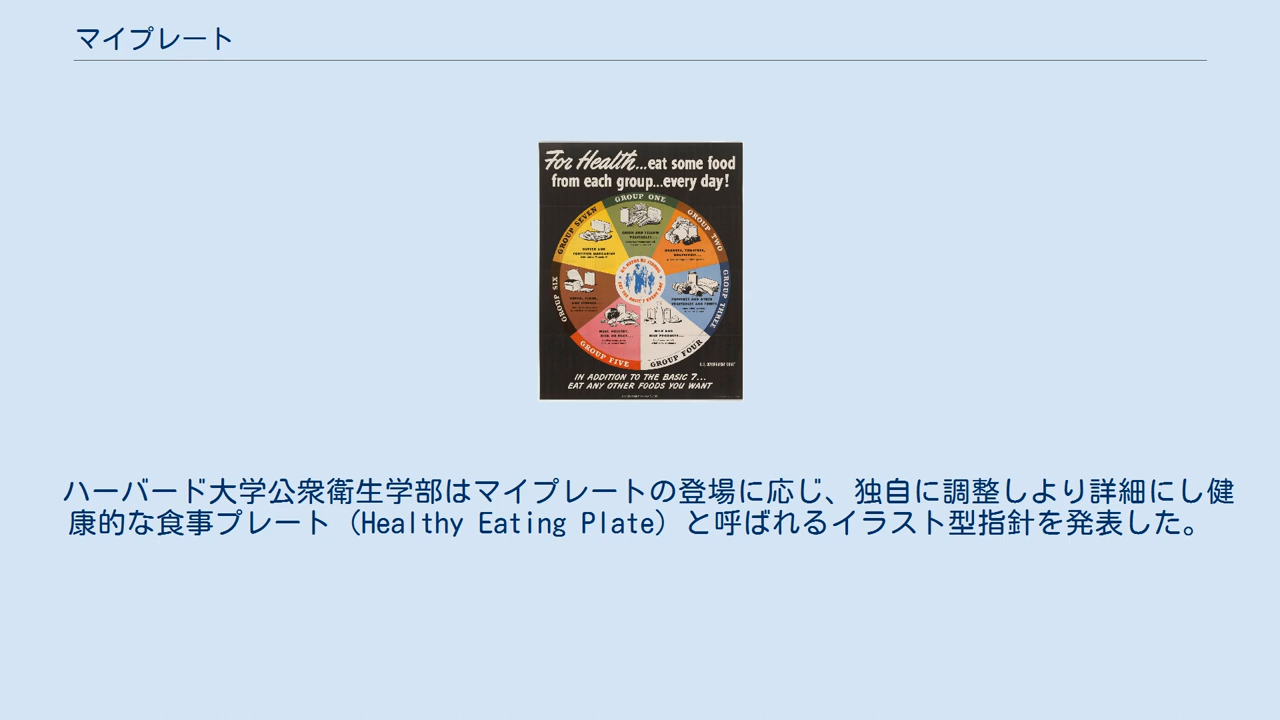 マイプレート
For Health...eat some food
from each group...every day!
GROUP ONE
GROUP TWO
GROUP THREE
GROUP FOUR
GROUP FIVE
GROUP SIX
GROUP SEVEN
IN ADDITION TO THE BASIC 7...
EAT ANY OTHER FOODS YOU WANT
ハーバード大学公衆衛生学部はマイプレートの登場に応じ、独自に調整しより詳細にし健
康的な食事プレート（Healthy Eating Plate）と呼ばれるイラスト型指針を発表した。